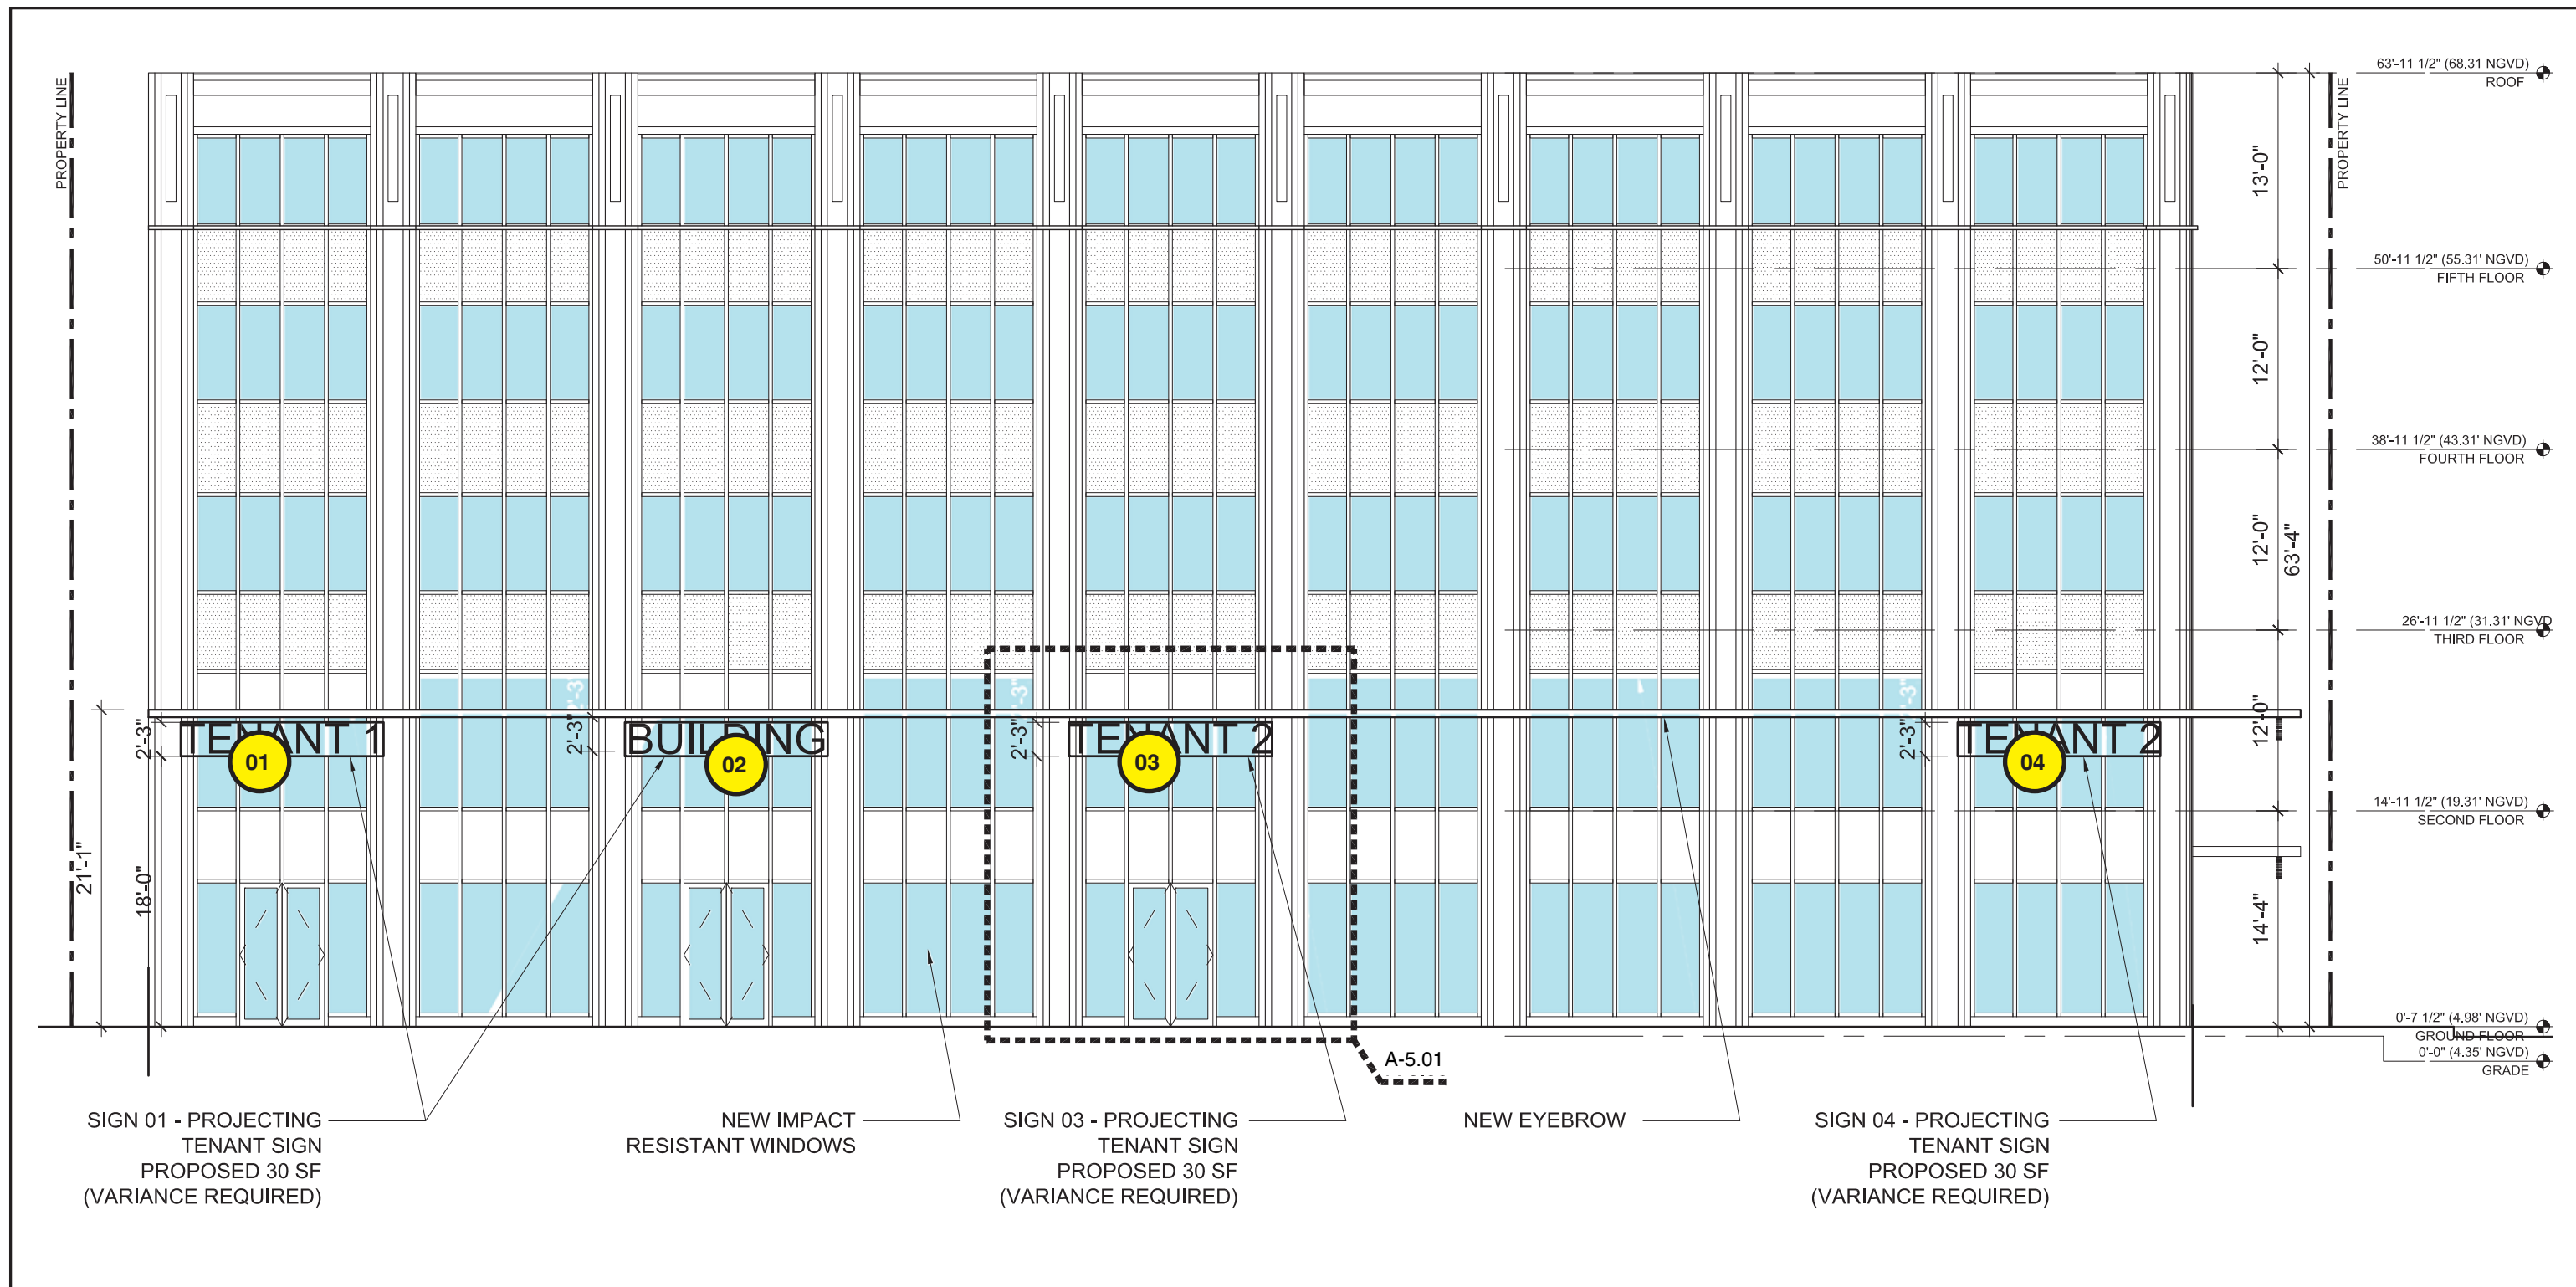 PROPERTY LINE
PROPERTY LINE
63'-11 1/2" (68.31 NGVD)
ROOF
13'-0"
50'-11 1/2" (55.31' NGVD)
FIFTH FLOOR
12'-0"
38'-11 1/2" (43.31' NGVD)
FOURTH FLOOR
12'-0"
63'-4"
26'-11 1/2" (31.31' NGVD
THIRD FLOOR
12'-0"
14'-11 1/2" (19.31' NGVD)
SECOND FLOOR
14'-4"
0'-7 1/2" (4.98' NGVD)
GROUND FLOOR
0'-0" (4.35' NGVD)
GRADE
2'-3"
TENANT 1
01
2'-3"
2'-3"
BUILDING
02
2'-3"
2'-3"
TENANT 2
03
2'-3"
2'-3"
TENANT 2
04
21'-1"
18'-0"
A-5.01
SIGN 01 - PROJECTING
TENANT SIGN
PROPOSED 30 SF
(VARIANCE REQUIRED)
NEW IMPACT
RESISTANT WINDOWS
SIGN 03 - PROJECTING
TENANT SIGN
PROPOSED 30 SF
(VARIANCE REQUIRED)
NEW EYEBROW
SIGN 04 - PROJECTING
TENANT SIGN
PROPOSED 30 SF
(VARIANCE REQUIRED)